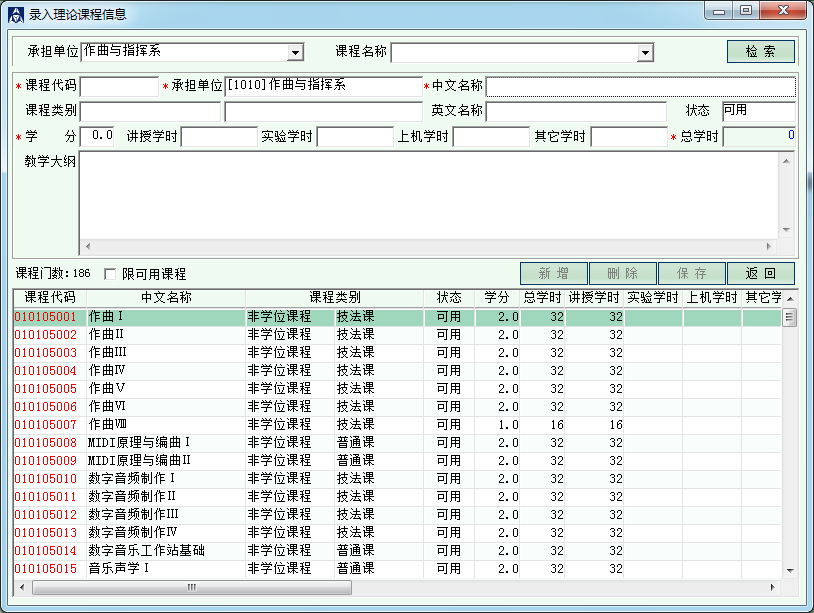 录入理论课程信息
承担单位 作曲与指挥系 课程名称 检 索
*课程代码 *承担单位 [1010]作曲与指挥系 *中文名称
课程类别 英文名称 状态 可用
*学 分 0.0 讲授学时 实验学时 上机学时 其它学时 *总学时 0
教学大纲
课程门数:186 限可用课程 新 增 删 除 保 存 返 回
课程代码 中文名称 课程类别 状态 学分 总学时 讲授学时 实验学时 上机学时 其它学
010105001 作曲Ⅰ 非学位课程 技法课 可用 2.0 32 32
010105002 作曲Ⅱ 非学位课程 技法课 可用 2.0 32 32
010105003 作曲Ⅲ 非学位课程 技法课 可用 2.0 32 32
010105004 作曲Ⅳ 非学位课程 技法课 可用 2.0 32 32
010105005 作曲Ⅴ 非学位课程 技法课 可用 2.0 32 32
010105006 作曲Ⅵ 非学位课程 技法课 可用 2.0 32 32
010105007 作曲Ⅷ 非学位课程 技法课 可用 1.0 16 16
010105008 MIDI原理与编曲Ⅰ 非学位课程 普通课 可用 2.0 32 32
010105009 MIDI原理与编曲Ⅱ 非学位课程 普通课 可用 2.0 32 32
010105010 数字音频制作Ⅰ 非学位课程 技法课 可用 2.0 32 32
010105011 数字音频制作Ⅱ 非学位课程 技法课 可用 2.0 32 32
010105012 数字音频制作Ⅲ 非学位课程 技法课 可用 2.0 32 32
010105013 数字音频制作Ⅳ 非学位课程 技法课 可用 2.0 32 32
010105014 数字音乐工作站基础 非学位课程 普通课 可用 2.0 32 32
010105015 音乐声学Ⅰ 非学位课程 普通课 可用 2.0 32 32